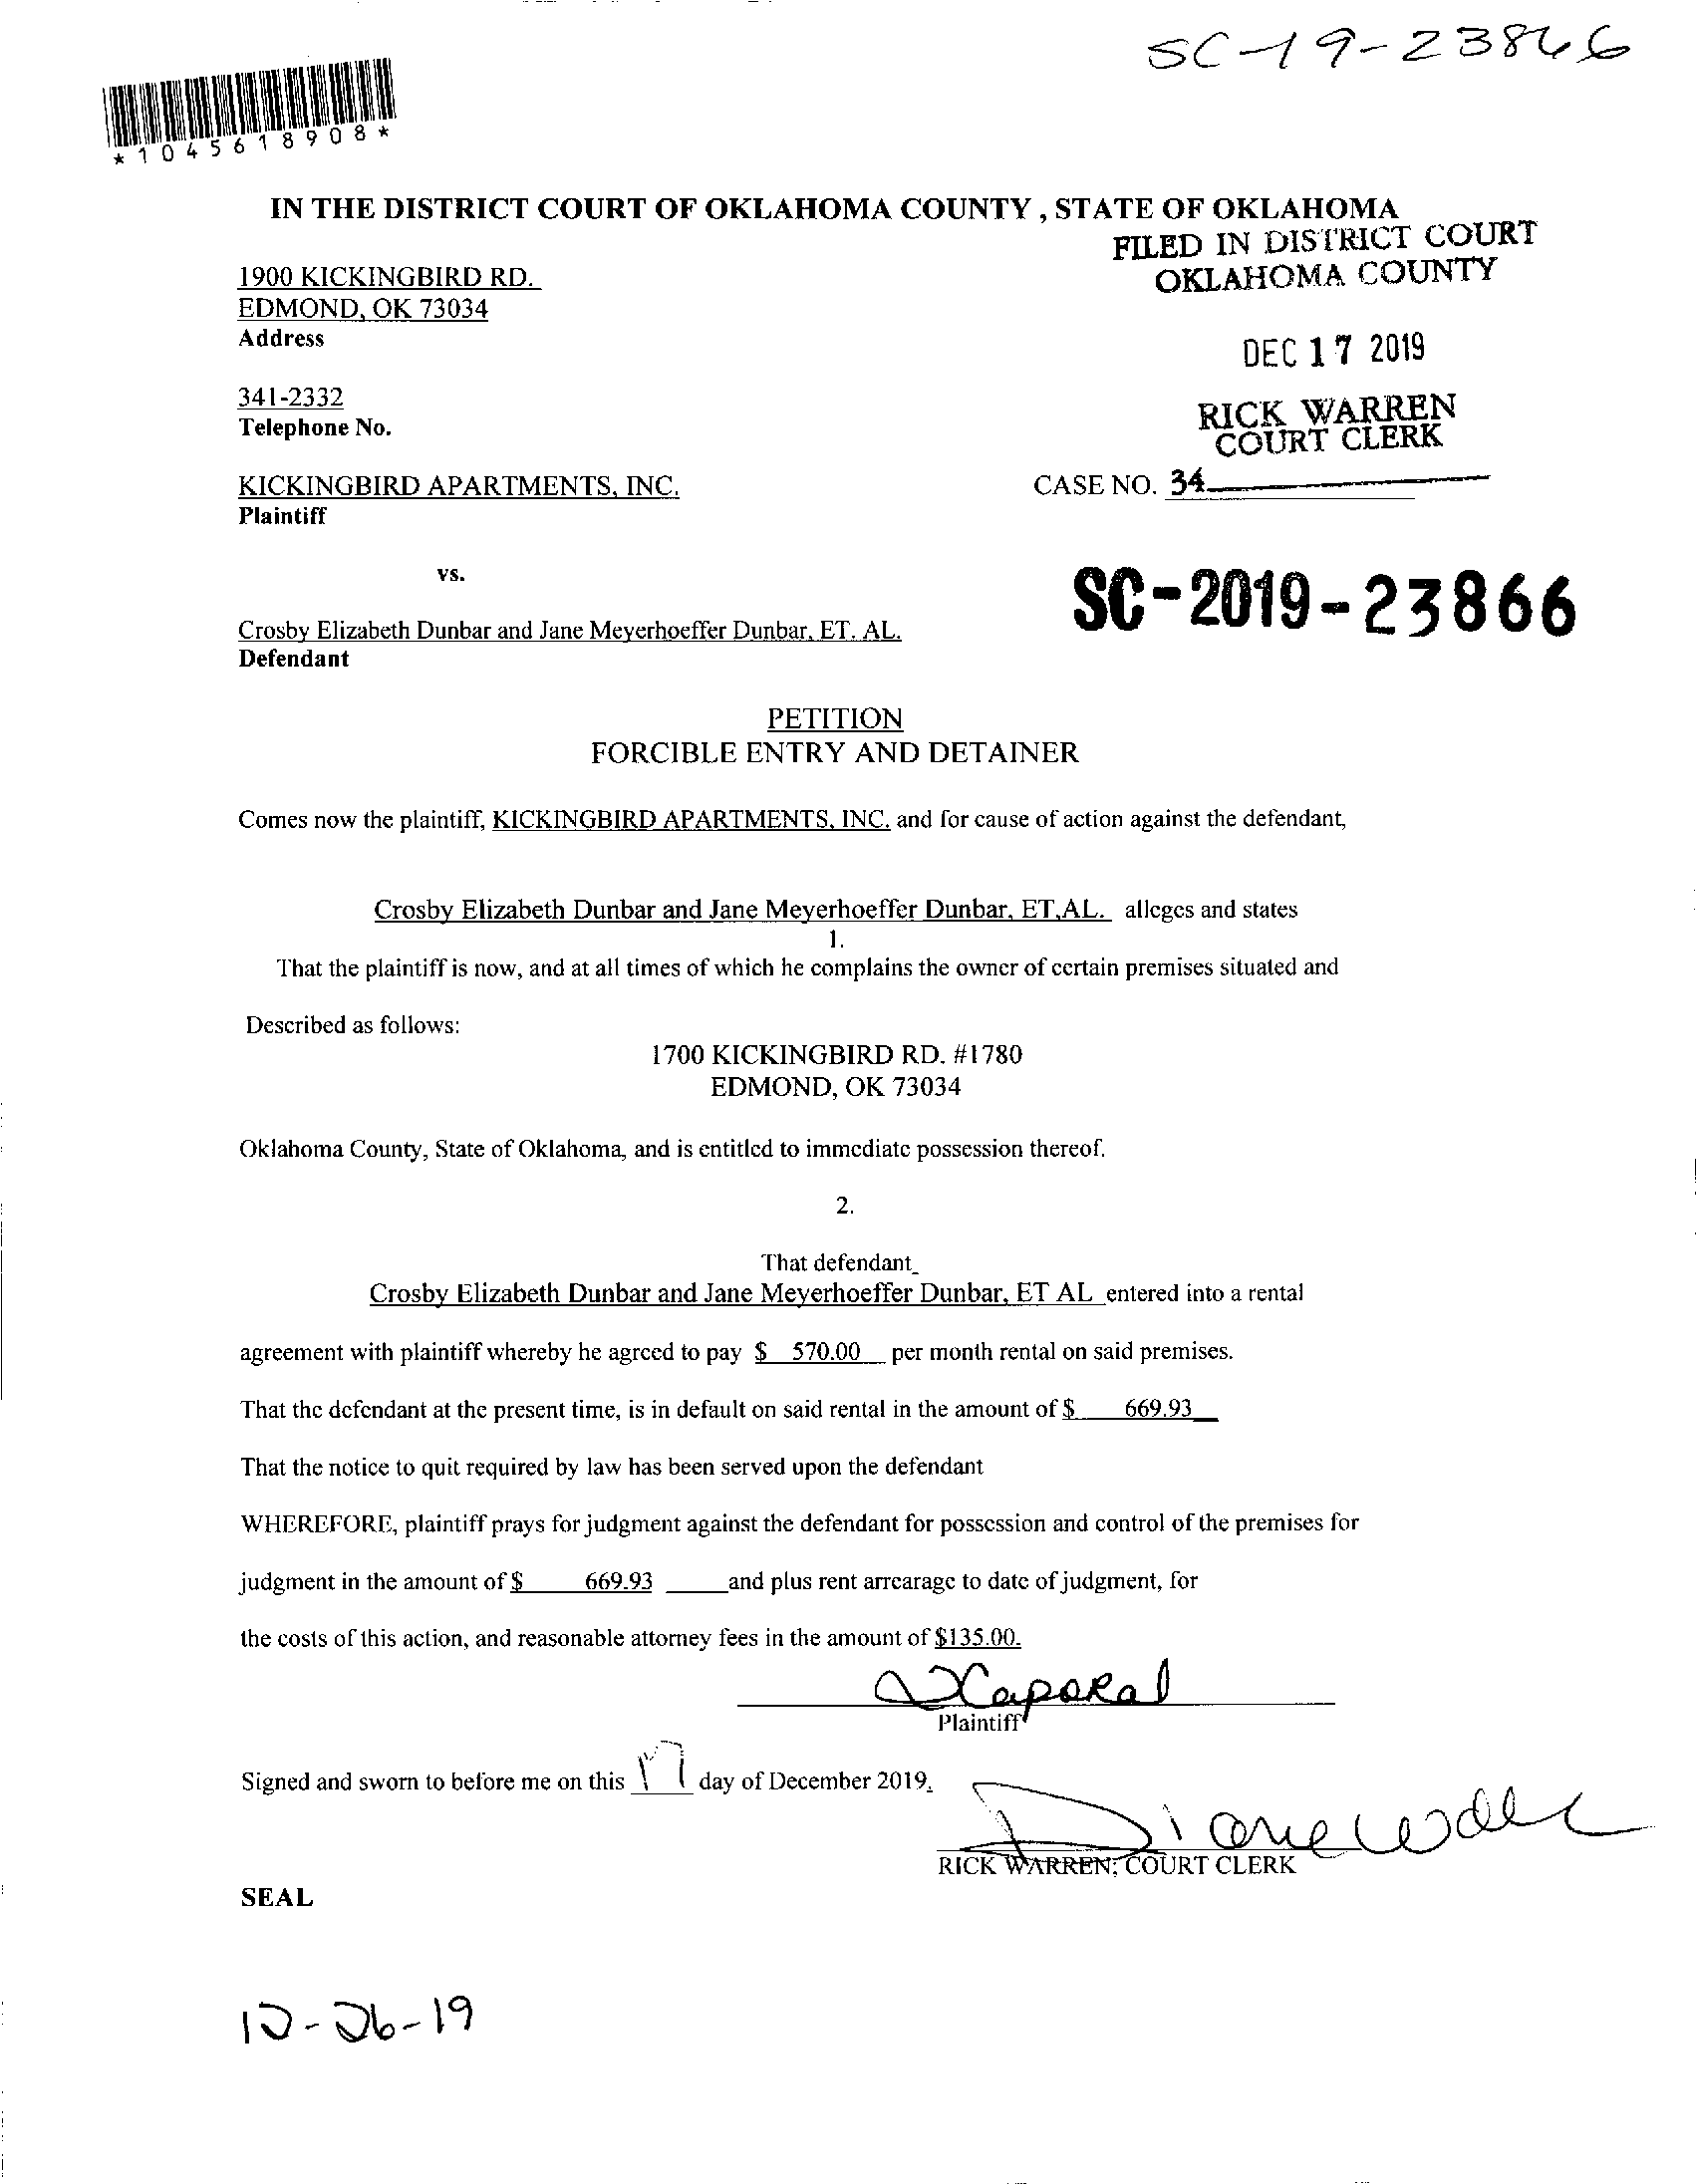 SC-19-23866
*1045618908*
IN THE DISTRICT COURT OF OKLAHOMA COUNTY , STATE OF OKLAHOMA
FILED IN DISTRICT COURT
OKLAHOMA COUNTY
1900 KICKINGBIRD RD.
EDMOND, OK 73034
Address
DEC 17 2019
341-2332
Telephone No.
RICK WARREN
COURT CLERK
KICKINGBIRD APARTMENTS, INC.
CASE NO. 34
Plaintiff
vs.
SC-2019-23866
Crosby Elizabeth Dunbar and Jane Meyerhoeffer Dunbar, ET. AL.
Defendant
PETITION
FORCIBLE ENTRY AND DETAINER
Comes now the plaintiff, KICKINGBIRD APARTMENTS, INC. and for cause of action against the defendant,
Crosby Elizabeth Dunbar and Jane Meyerhoeffer Dunbar, ET,AL. alleges and states
1.
That the plaintiff is now, and at all times of which he complains the owner of certain premises situated and
Described as follows:
1700 KICKINGBIRD RD. #1780
EDMOND, OK 73034
Oklahoma County, State of Oklahoma, and is entitled to immediate possession thereof.
2.
That defendant_
Crosby Elizabeth Dunbar and Jane Meyerhoeffer Dunbar, ET AL entered into a rental
agreement with plaintiff whereby he agreed to pay $ 570.00 per month rental on said premises.
That the defendant at the present time, is in default on said rental in the amount of $ 669.93
That the notice to quit required by law has been served upon the defendant
WHEREFORE, plaintiff prays for judgment against the defendant for possession and control of the premises for
judgment in the amount of $ 669.93 and plus rent arrearage to date of judgment, for
the costs of this action, and reasonable attorney fees in the amount of $135.00.
Caporal
Plaintiff
Signed and sworn to before me on this 17 day of December 2019.
Diane
RICK WARREN, COURT CLERK
SEAL
12-26-19